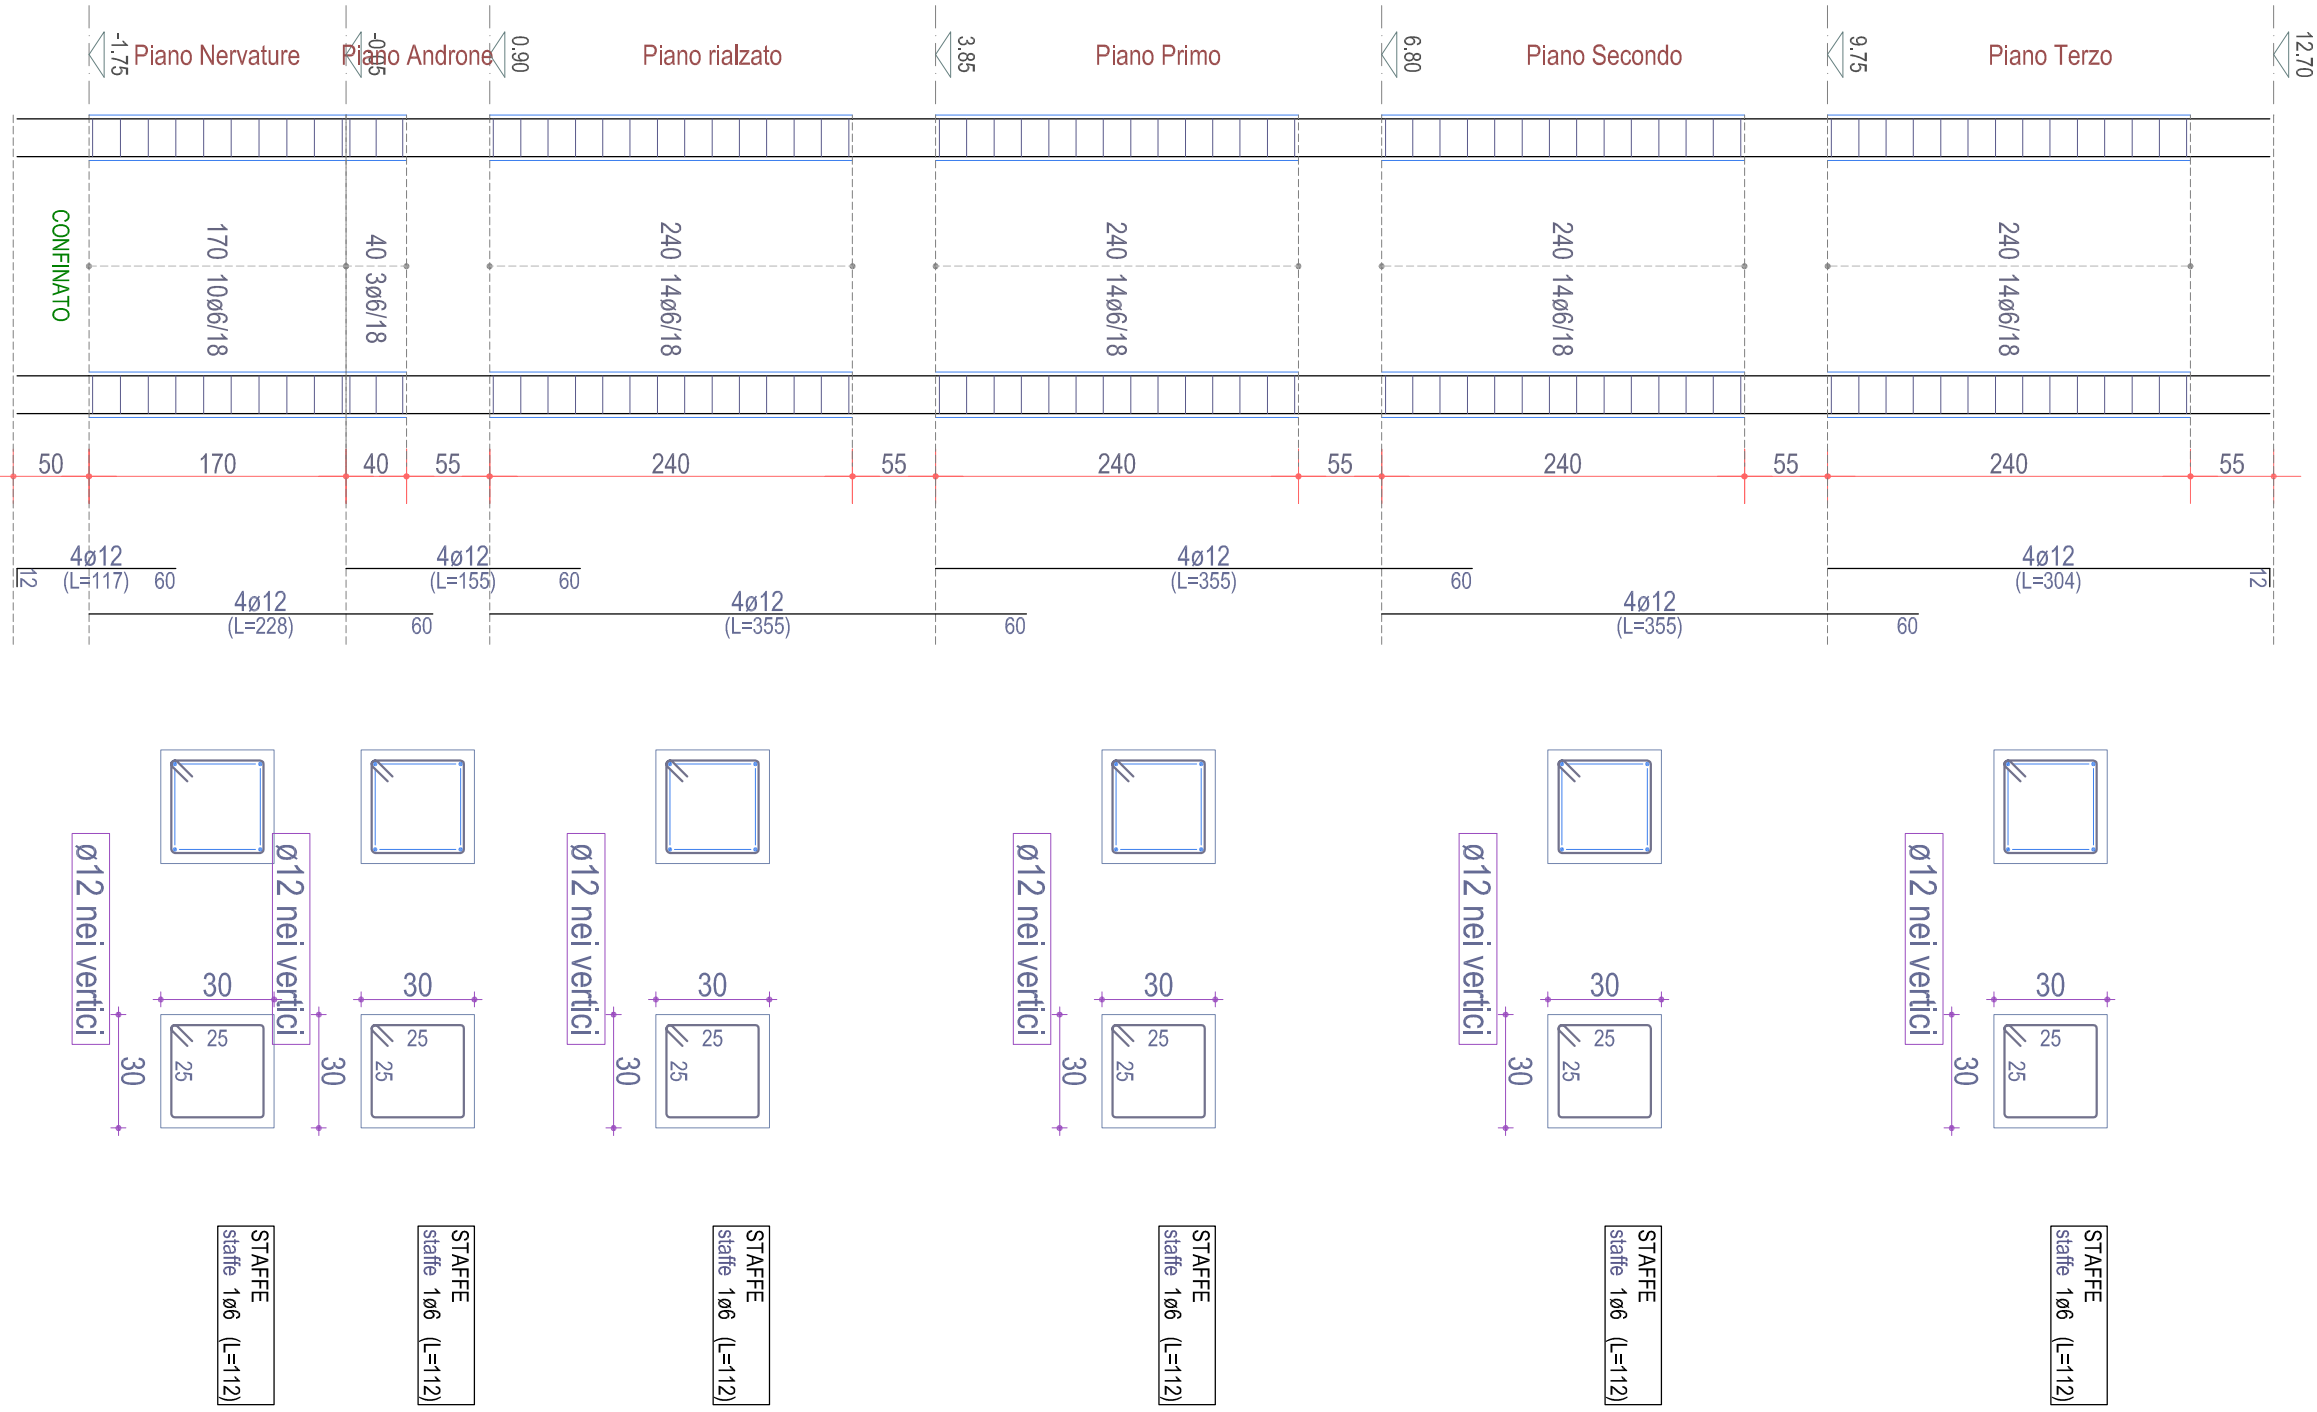 -1.75
Piano Nervature
-0.05
Piano Androne
0.90
Piano rialzato
3.85
Piano Primo
6.80
Piano Secondo
9.75
Piano Terzo
12.70
CONFINATO
170 10ø6/18
40 3ø6/18
240 14ø6/18
240 14ø6/18
240 14ø6/18
240 14ø6/18
50 170 40 55 240 55 240 55 240 55 240 55
12
4ø12
(L=117) 60
4ø12
(L=155) 60
4ø12
(L=355) 60
4ø12
(L=304) 12
4ø12
(L=228) 60
4ø12
(L=355) 60
4ø12
(L=355) 60
ø12 nei vertici
30
30
25
25
ø12 nei vertici
30
30
25
25
ø12 nei vertici
30
30
25
25
ø12 nei vertici
30
30
25
25
ø12 nei vertici
30
30
25
25
ø12 nei vertici
30
30
25
25
STAFFE
staffe 1ø6 (L=112)
STAFFE
staffe 1ø6 (L=112)
STAFFE
staffe 1ø6 (L=112)
STAFFE
staffe 1ø6 (L=112)
STAFFE
staffe 1ø6 (L=112)
STAFFE
staffe 1ø6 (L=112)